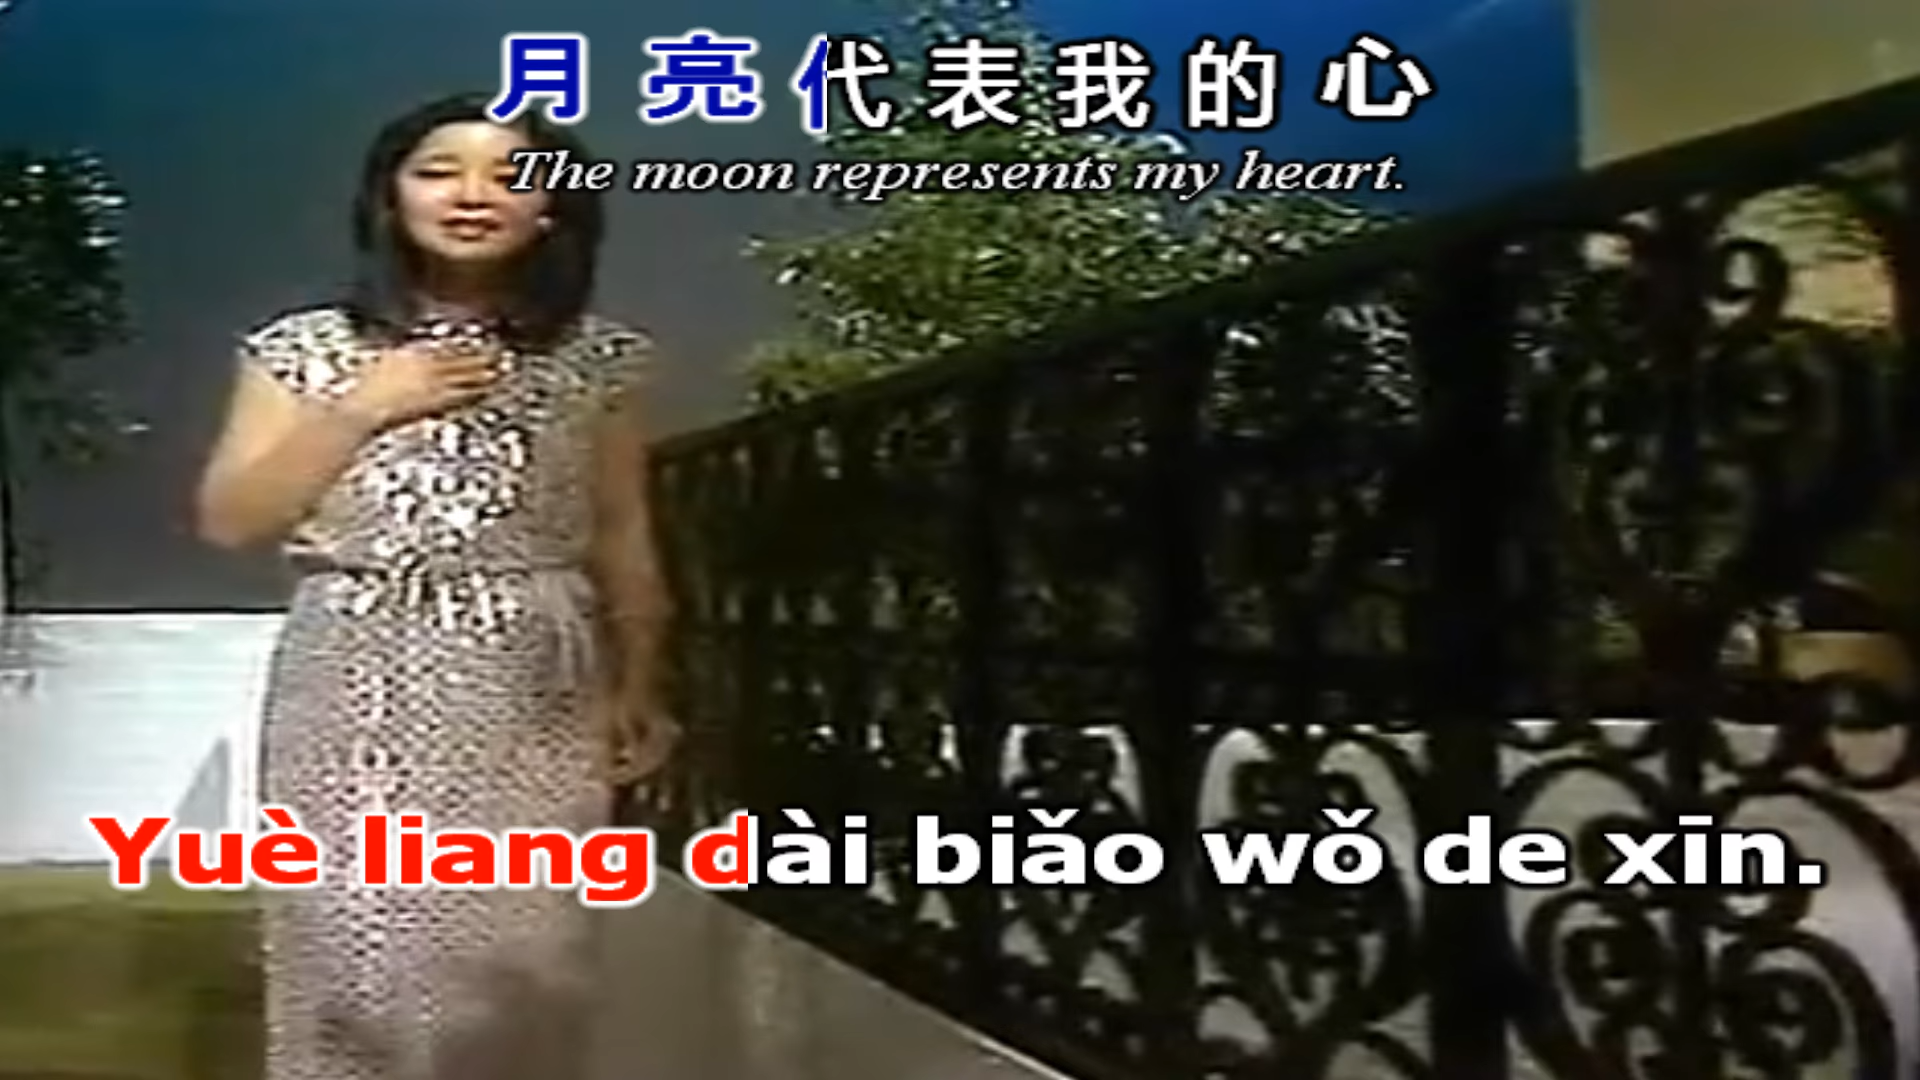 月亮代表我的心
The moon represents my heart.
Yuè liang dài biǎo wǒ de xīn.